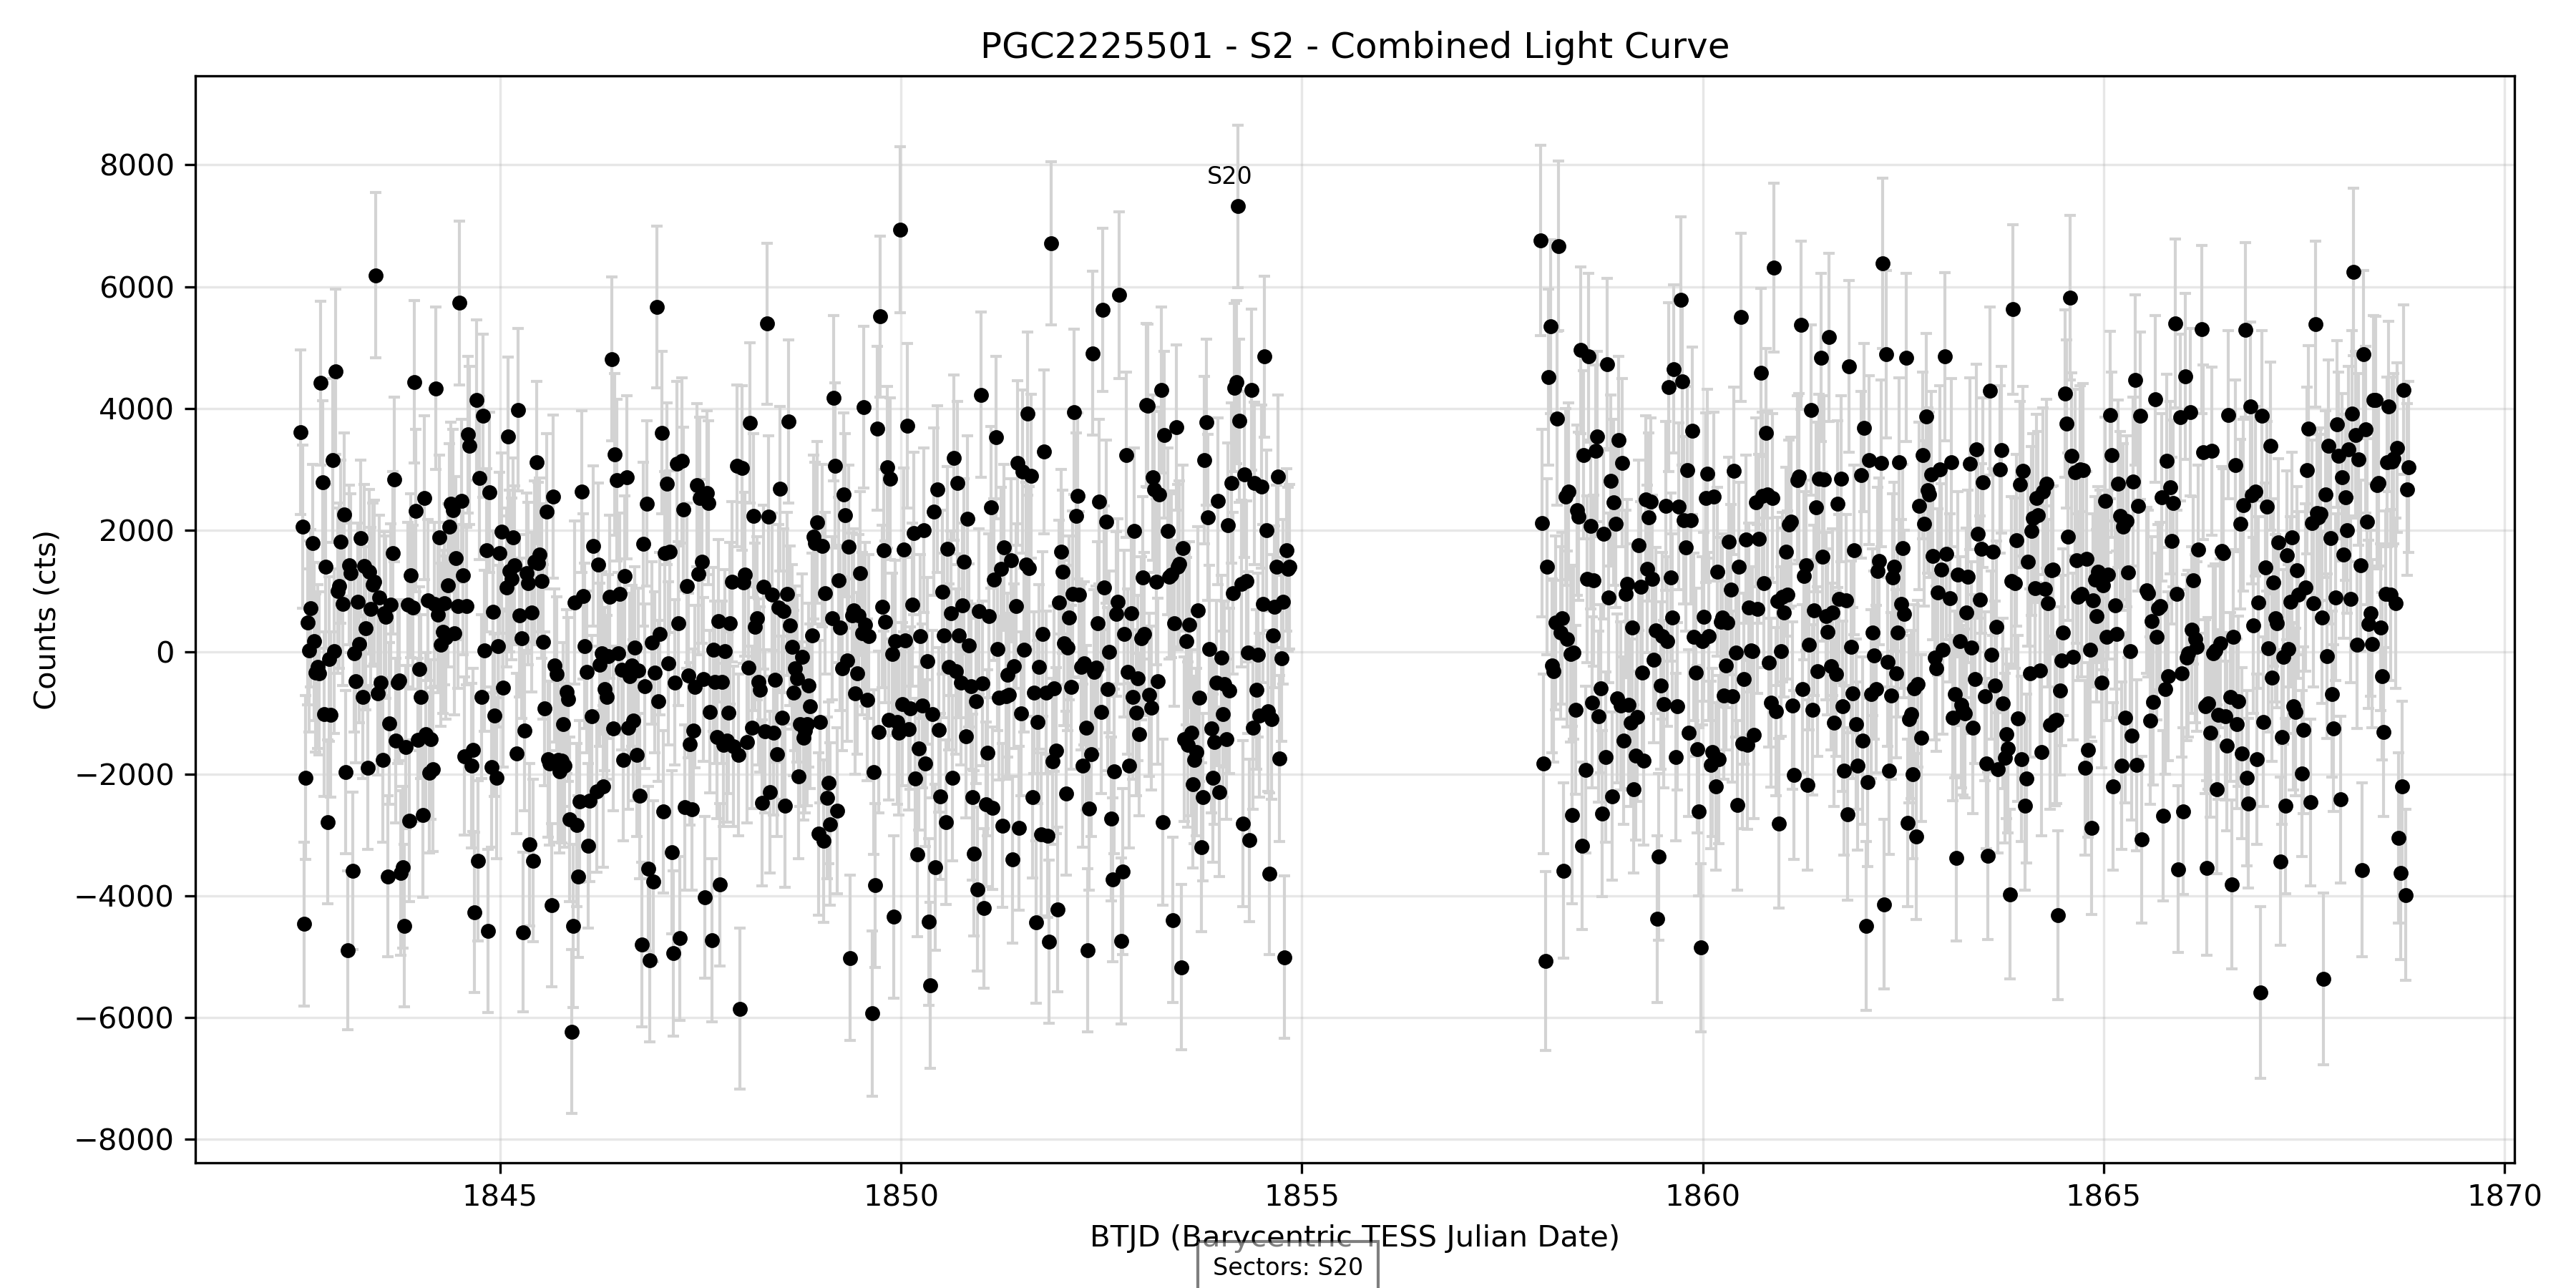 PGC2225501 - S2 - Combined Light Curve
S20
8000
6000
4000
2000
0
−2000
−4000
−6000
−8000
Counts (cts)
1845 1850 1855 1860 1865 1870
BTJD (Barycentric TESS Julian Date)
Sectors: S20